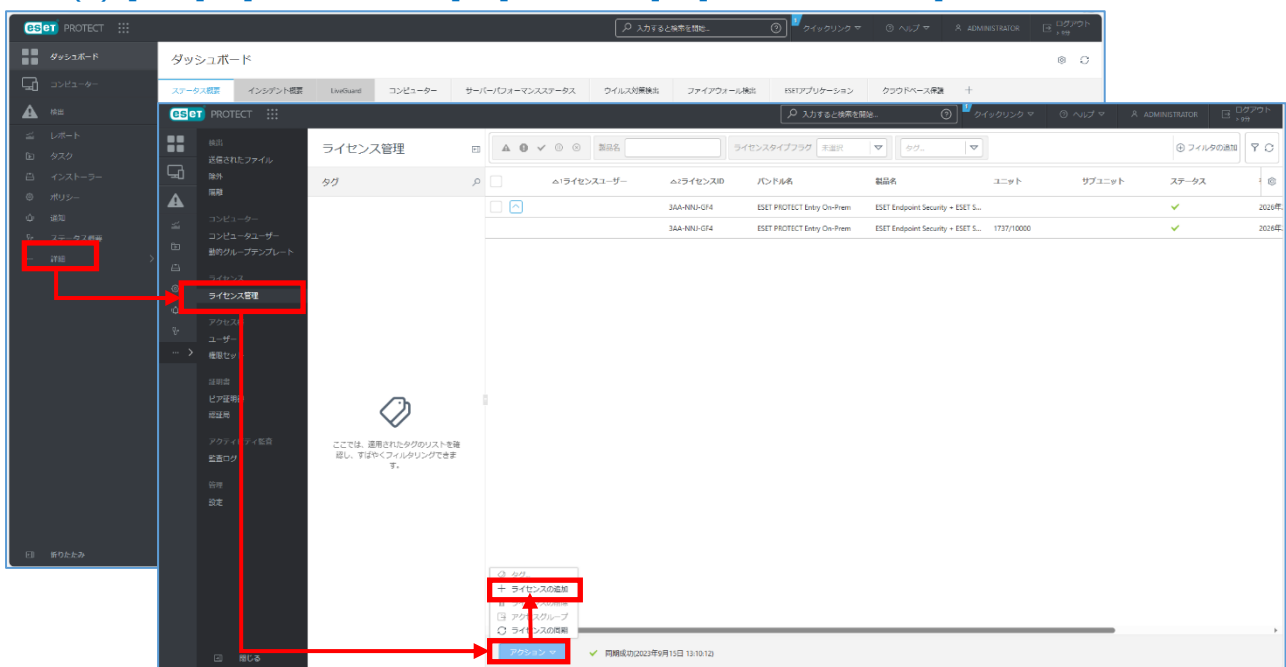 eset PROTECT
入力すると検索を開始...
クイックリンク
ヘルプ
ADMINISTRATOR
ログアウト
> 9分
ダッシュボード
コンピューター
検出
レポート
タスク
インストーラー
ポリシー
通知
ステータス概要
詳細
折りたたみ
ダッシュボード
ステータス概要
インシデント概要
LiveGuard
コンピューター
サーバーパフォーマンスステータス
ウイルス対策検出
ファイアウォール検出
ESETアプリケーション
クラウドベース保護
eset PROTECT
入力すると検索を開始...
クイックリンク
ヘルプ
ADMINISTRATOR
ログアウト
> 9分
検出
送信されたファイル
除外
隔離
コンピューター
コンピューターユーザー
動的グループテンプレート
ライセンス
ライセンス管理
ユーザー
権限セット
証明書
認証局
監査ログ
管理
設定
閉じる
ライセンス管理
タグ
ここでは、適用されたタグのリストを確
認し、すばやくフィルタリングできま
す。
製品名
ライセンスタイプフラグ
未選択
タグ...
フィルタの追加
1ライセンスユーザー
2ライセンスID
バンドル名
製品名
ユニット
サブユニット
ステータス
3AA-NNJ-GF4
ESET PROTECT Entry On-Prem
ESET Endpoint Security + ESET S...
2026年
3AA-NNJ-GF4
ESET PROTECT Entry On-Prem
ESET Endpoint Security + ESET S...
1737/10000
2026年
タグ...
ライセンスの追加
アクセスグループ
ライセンスの同期
アクション
同期成功(2023年9月15日 13:10:12)